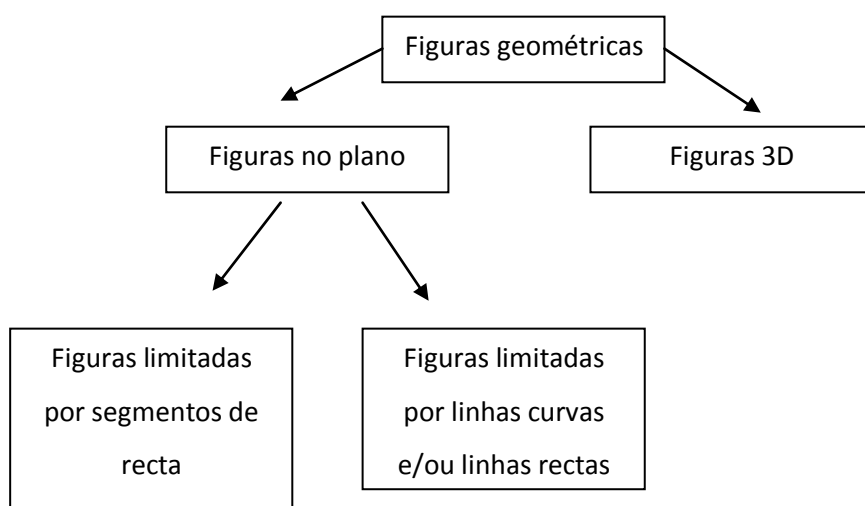 Figuras geométricas
Figuras no plano
Figuras 3D
Figuras limitadas
por segmentos de
recta
Figuras limitadas
por linhas curvas
e/ou linhas rectas